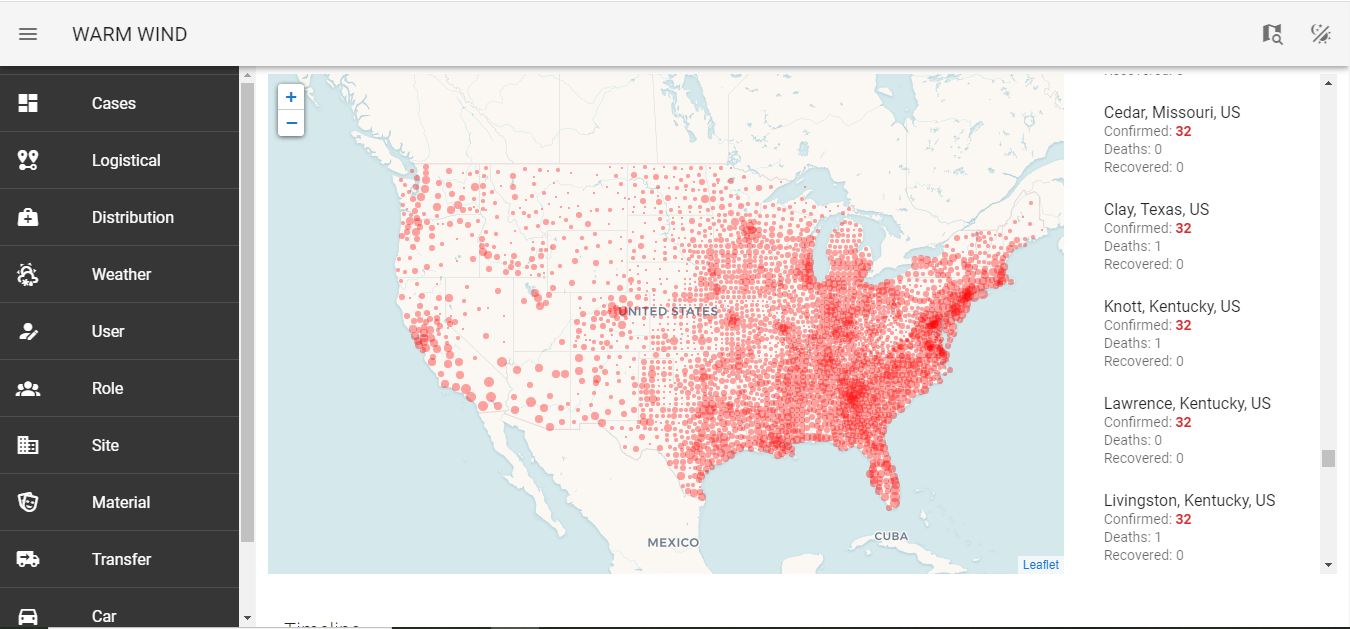 WARM WIND
Cases
Logistical
Distribution
Weather
User
Role
Site
Material
Transfer
Car
+
−
UNITED STATES
MEXICO
CUBA
Leaflet
Recovered: 0
Cedar, Missouri, US
Confirmed: 32
Deaths: 0
Recovered: 0
Clay, Texas, US
Confirmed: 32
Deaths: 1
Recovered: 0
Knott, Kentucky, US
Confirmed: 32
Deaths: 1
Recovered: 0
Lawrence, Kentucky, US
Confirmed: 32
Deaths: 0
Recovered: 0
Livingston, Kentucky, US
Confirmed: 32
Deaths: 1
Recovered: 0
Timeline